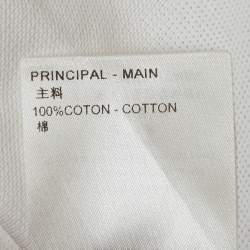 PRINCIPAL - MAIN
主料
100%COTON - COTTON
棉